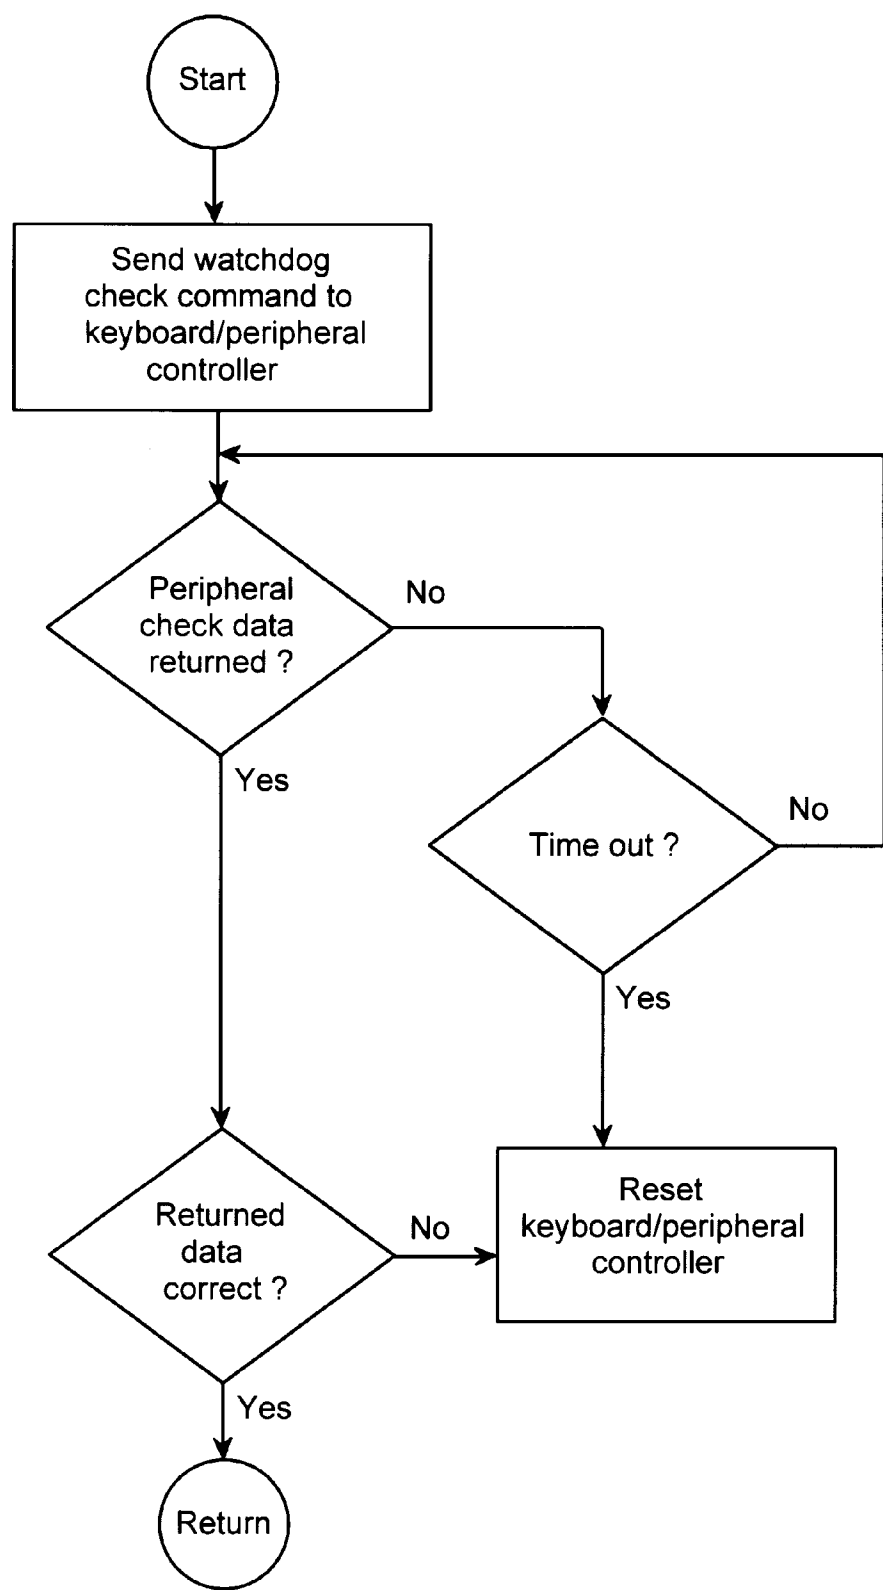 Start
Send watchdog
check command to
keyboard/peripheral
controller
Peripheral
check data
returned ?
No
Yes
Time out ?
No
Yes
Returned
data
correct ?
No
Reset
keyboard/peripheral
controller
Yes
Return